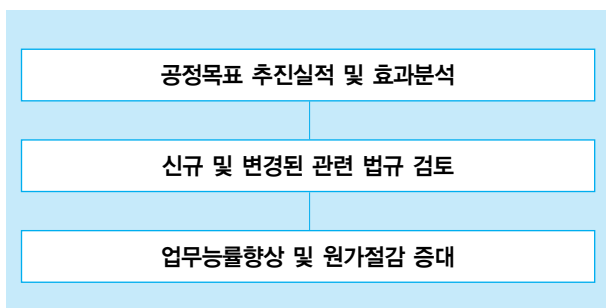 공정목표 추진실적 및 효과분석
신규 및 변경된 관련 법규 검토
업무능률향상 및 원가절감 증대